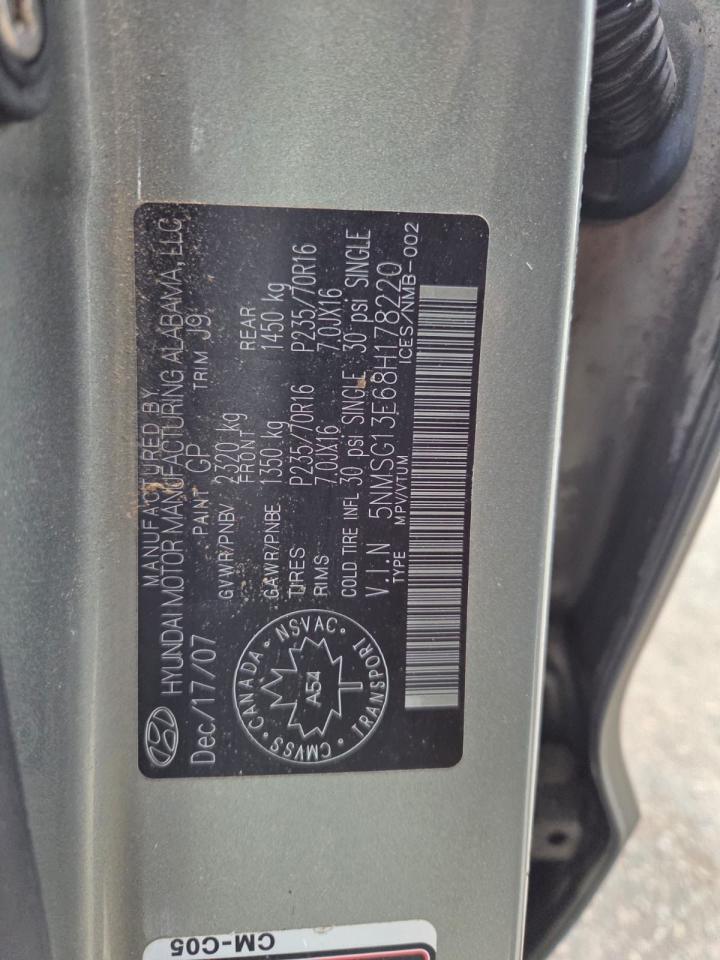 MANUFACTURED BY
HYUNDAI MOTOR MANUFACTURING ALABAMA, LLC
Dec/17/07 PAINT GP TRIM J9
GVWR/PNBV 2320 kg
FRONT REAR
GAWR/PNBE 1350 kg 1450 kg
TIRES P235/70R16 P235/70R16
RIMS 7.0JX16 7.0JX16
COLD TIRE INFL 30 psi SINGLE 30 psi SINGLE
V.I.N 5NMSG13E68H178220
TYPE MPV/VTUM ICES/NMB-002
CANADA · NSVAC · TRANSPORT · CMVSS ·
A54
CM-C05